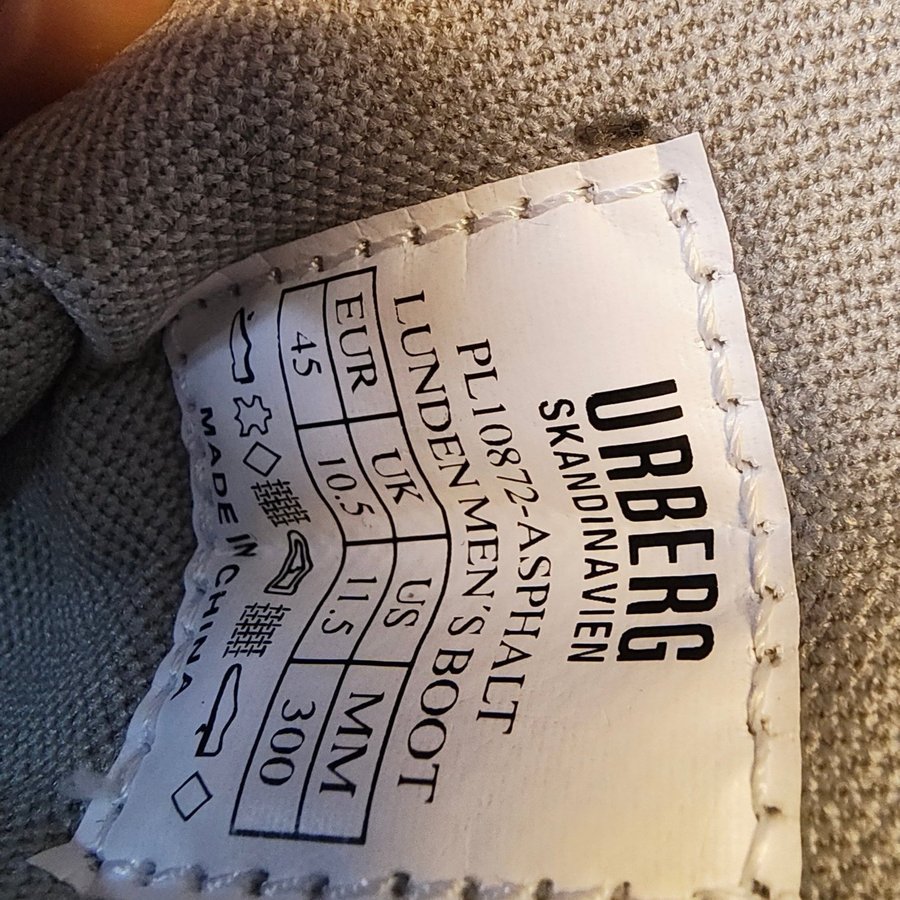 URBERG
SKANDINAVIEN
PL10872-ASPHALT
LUNDEN MEN'S BOOT
EUR UK US MM
45 10.5 11.5 300
MADE IN CHINA